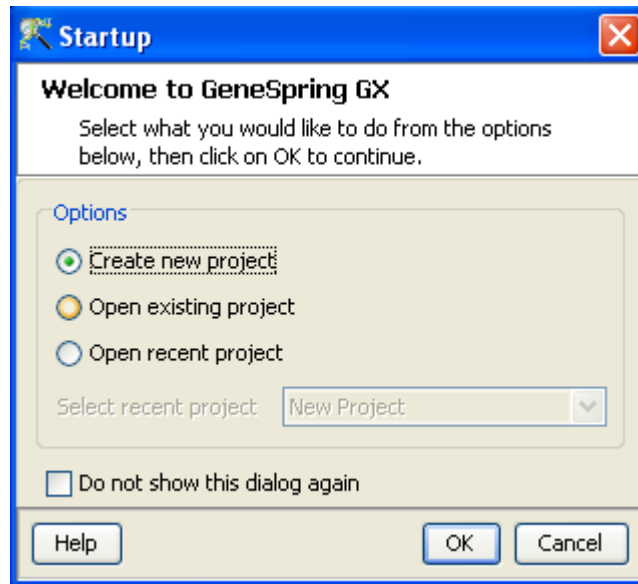 Startup
Welcome to GeneSpring GX
Select what you would like to do from the options
below, then click on OK to continue.
Options
Create new project
Open existing project
Open recent project
Select recent project New Project
Do not show this dialog again
Help OK Cancel